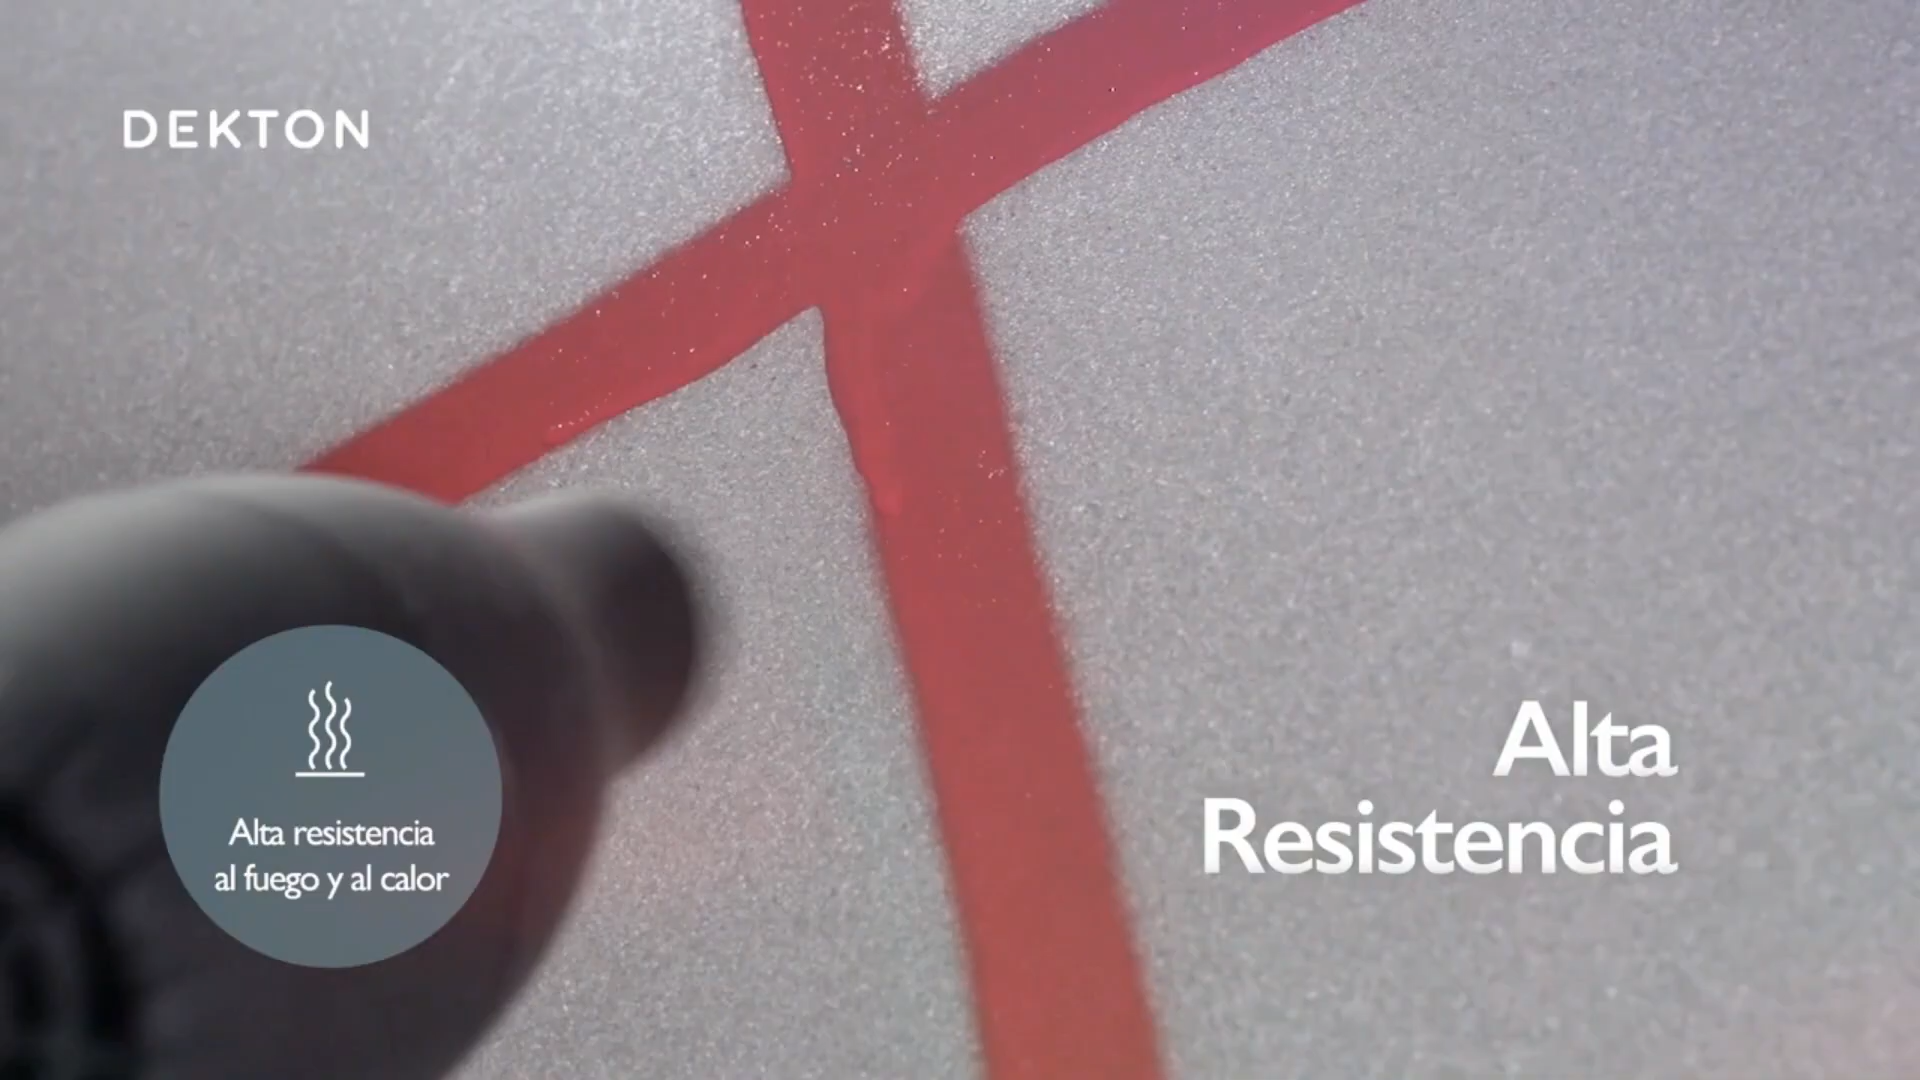 DEKTON
Alta
Resistencia
Alta resistencia
al fuego y al calor